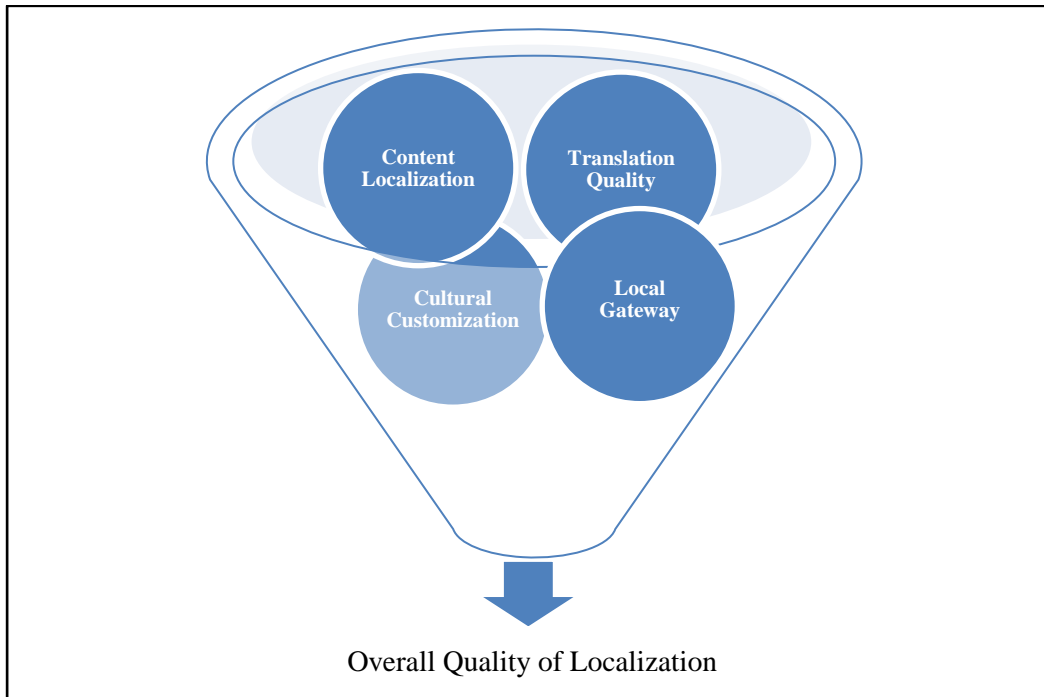 Content
Localization
Translation
Quality
Cultural
Customization
Local
Gateway
Overall Quality of Localization